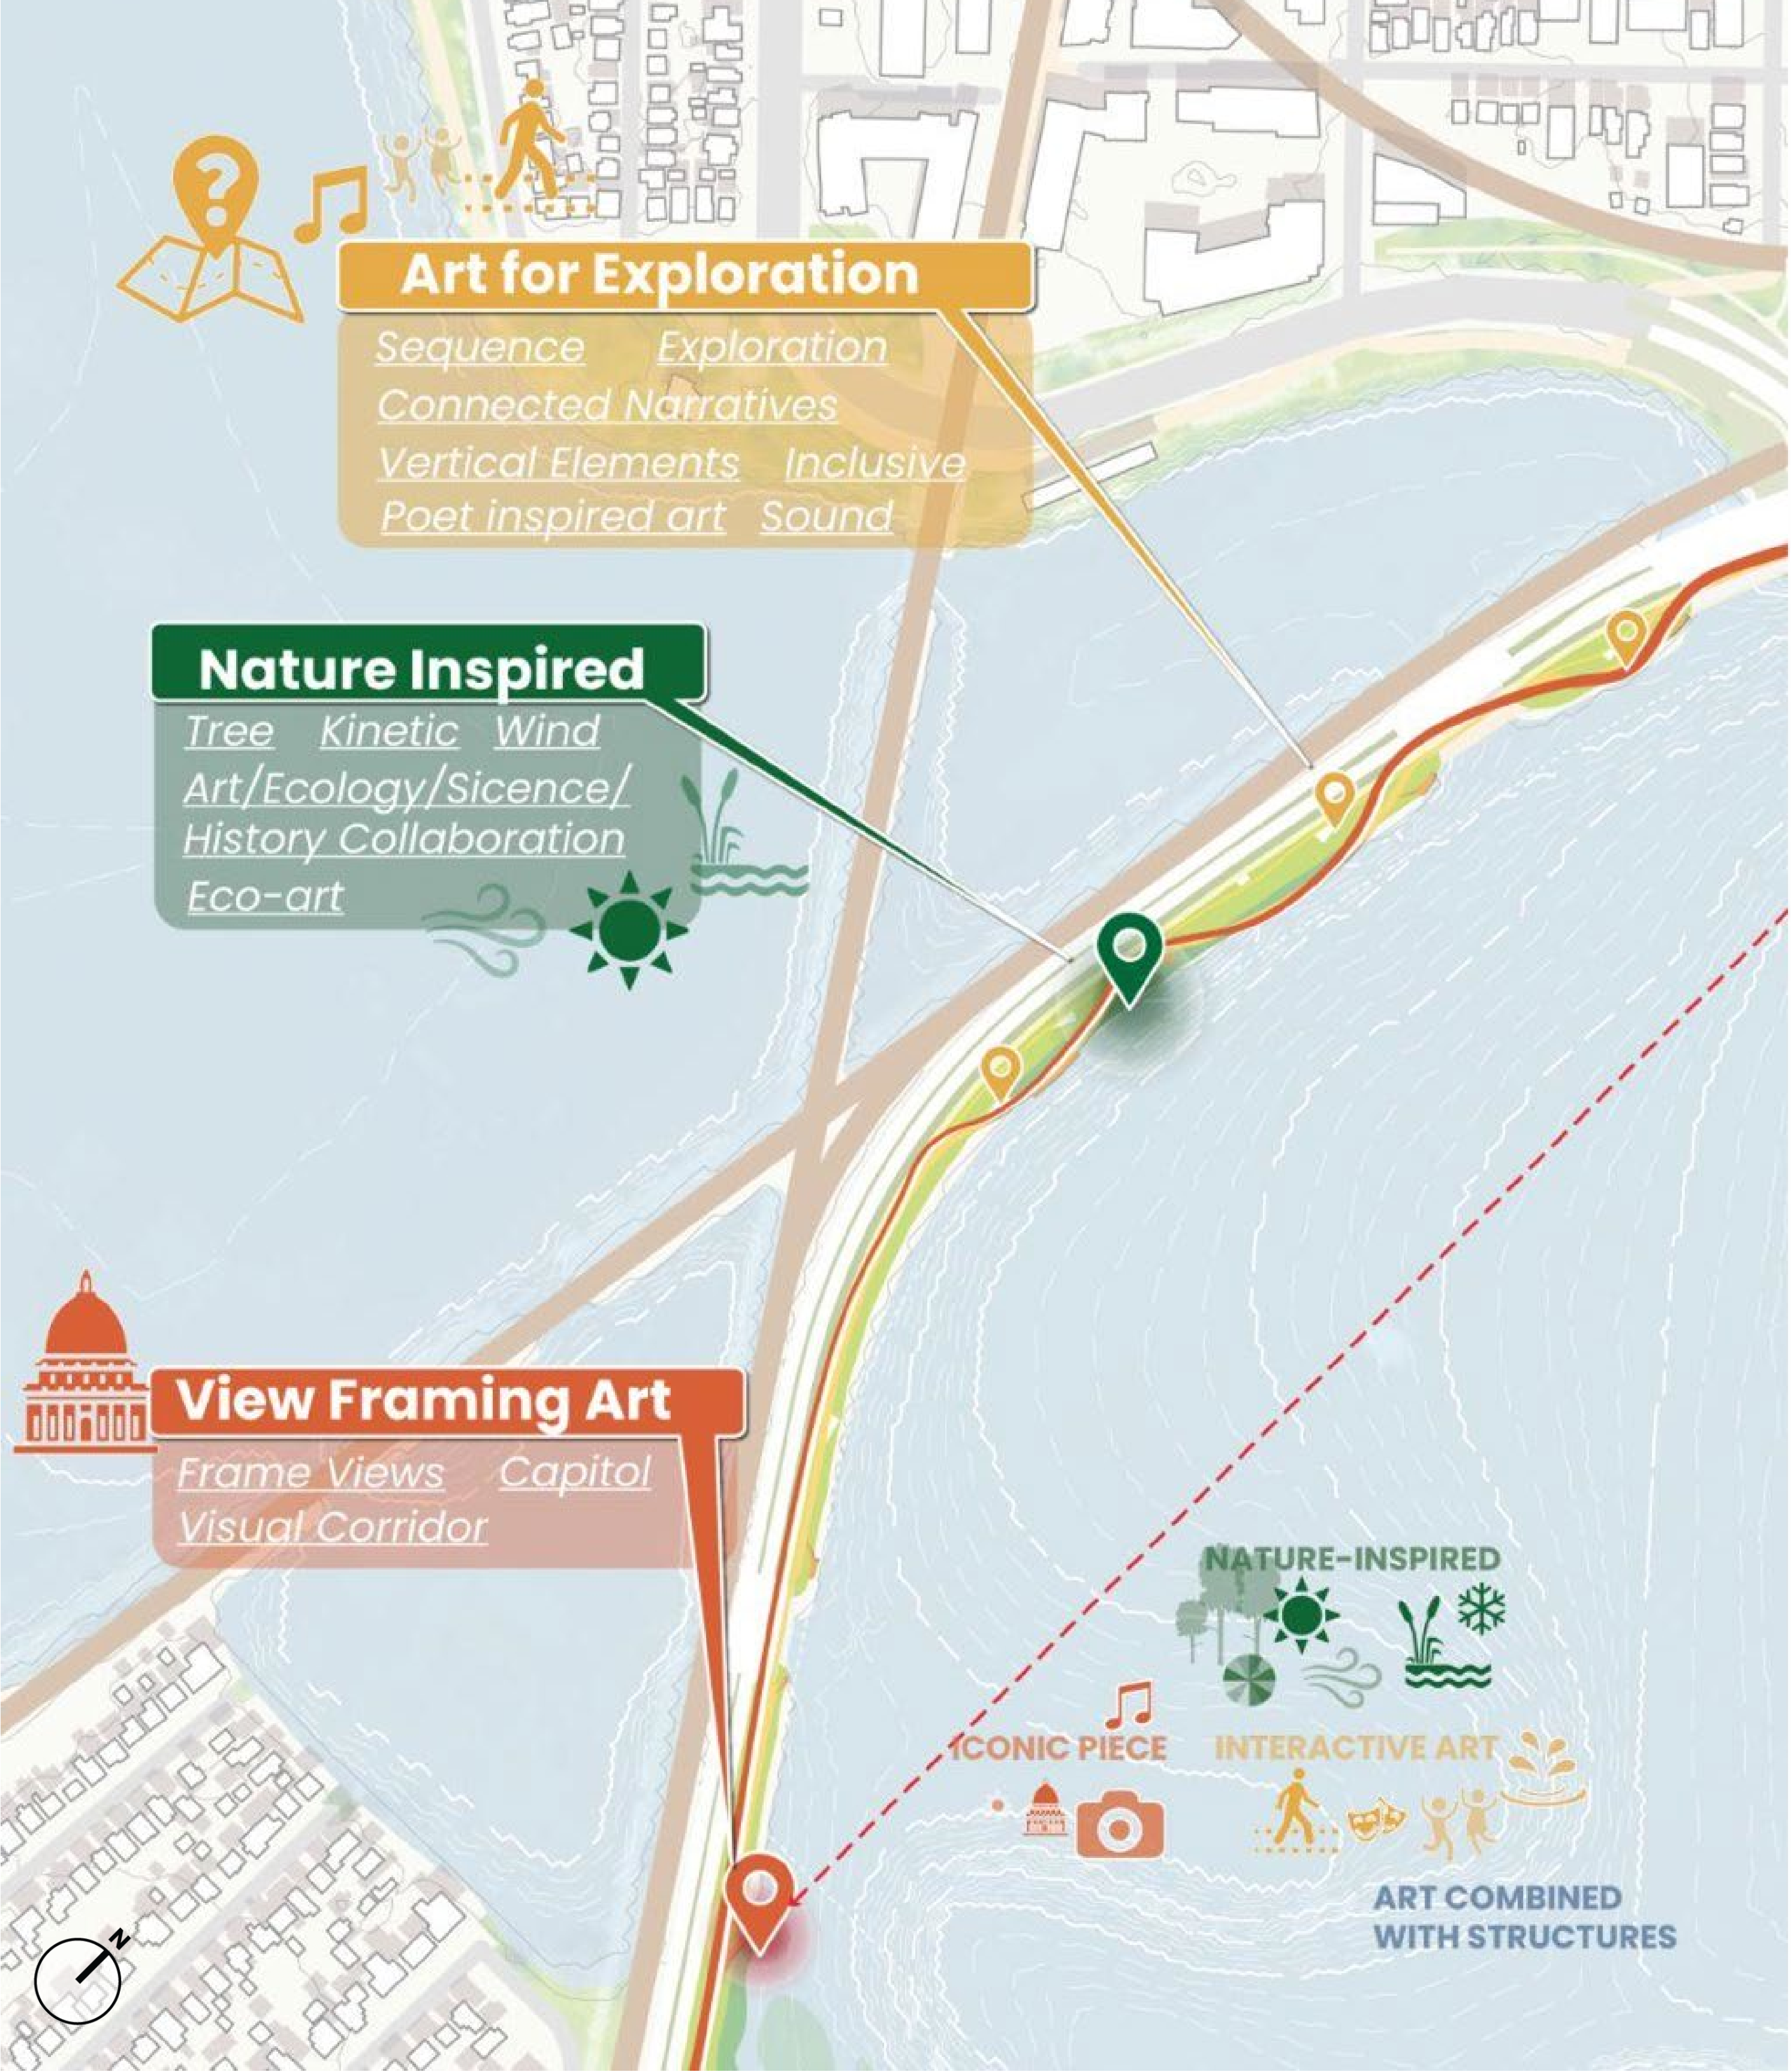 Art for Exploration
Sequence Exploration
Connected Narratives
Vertical Elements Inclusive
Poet inspired art Sound
Nature Inspired
Tree Kinetic Wind
Art/Ecology/Sicence/
History Collaboration
Eco-art
View Framing Art
Frame Views Capitol
Visual Corridor
NATURE-INSPIRED
ICONIC PIECE INTERACTIVE ART
ART COMBINED
WITH STRUCTURES
N
?